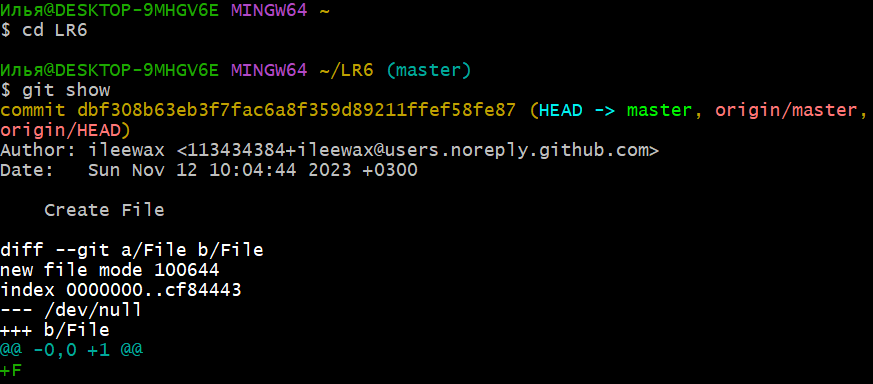 Илья@DESKTOP-9MHGV6E MINGW64 ~
$ cd LR6
Илья@DESKTOP-9MHGV6E MINGW64 ~/LR6 (master)
$ git show
commit dbf308b63eb3f7fac6a8f359d89211ffef58fe87 (HEAD -> master, origin/master,
origin/HEAD)
Author: ileewax <113434384+ileewax@users.noreply.github.com>
Date:   Sun Nov 12 10:04:44 2023 +0300
    Create File
diff --git a/File b/File
new file mode 100644
index 0000000..cf84443
--- /dev/null
+++ b/File
@@ -0,0 +1 @@
+F